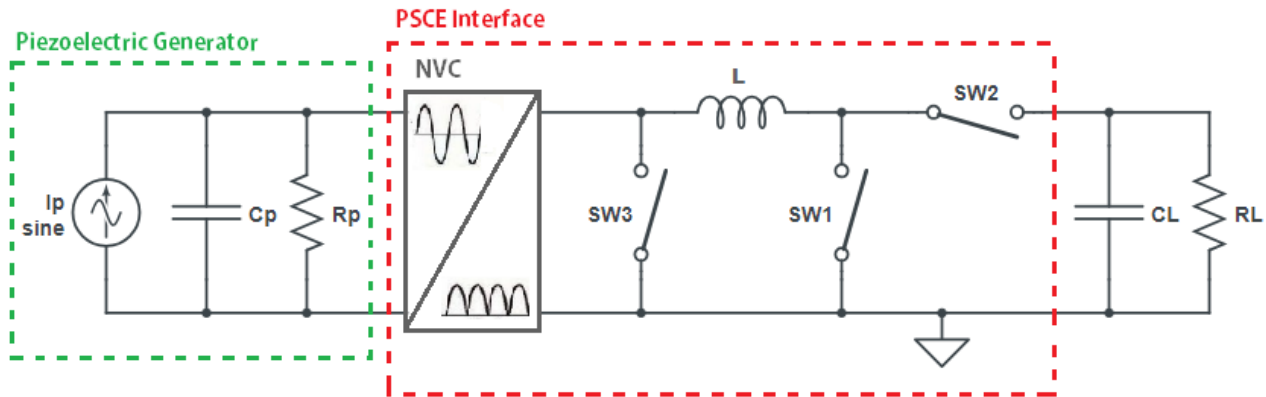 PSCE Interface
Piezoelectric Generator
NVC
L
SW2
Ip
sine
Cp
Rp
SW3
SW1
CL
RL